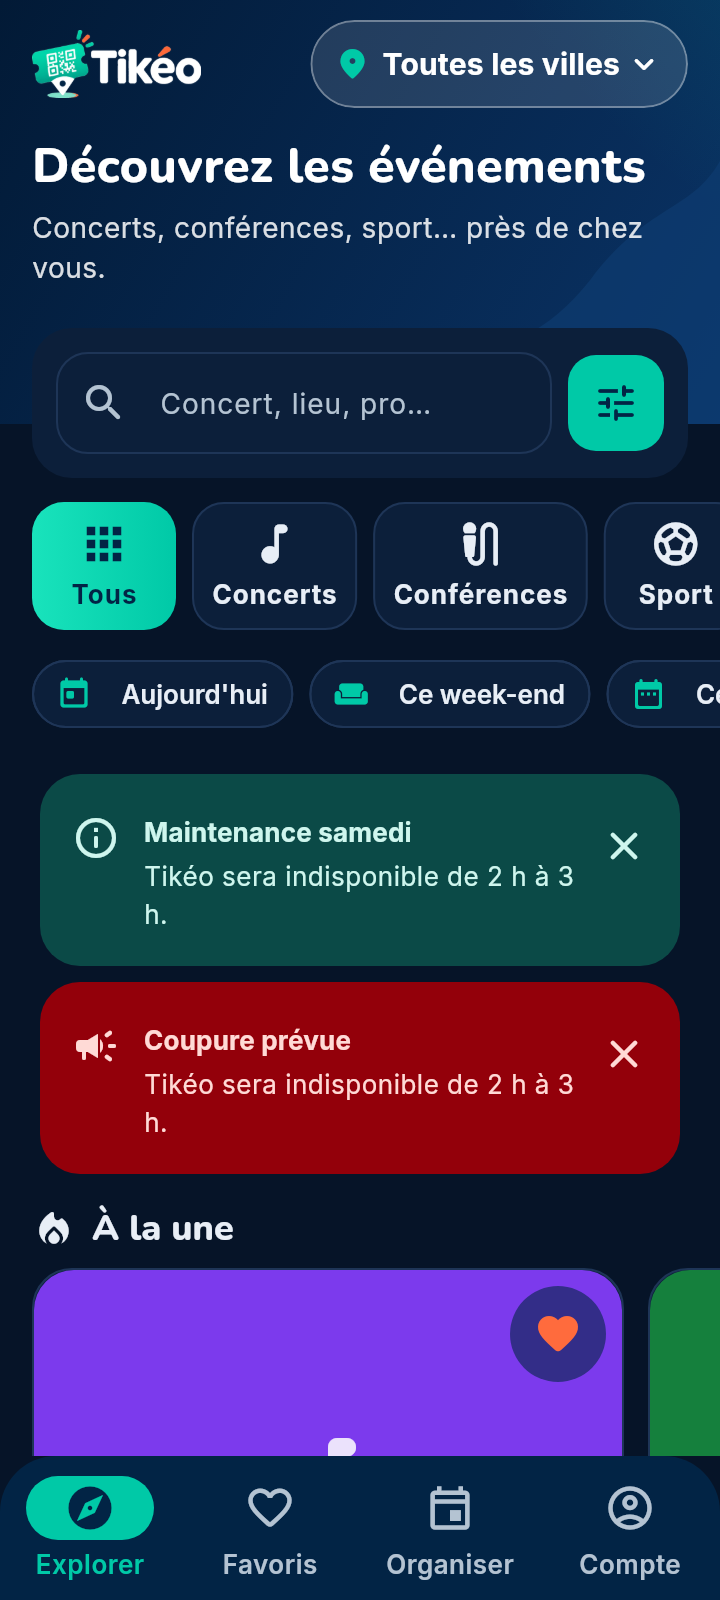 Tikéo
Toutes les villes
Découvrez les événements
Concerts, conférences, sport... près de chez
vous.
Concert, lieu, pro...
Tous
Concerts
Conférences
Sport
Aujourd'hui
Ce week-end
Maintenance samedi
Tikéo sera indisponible de 2 h à 3
h.
Coupure prévue
Tikéo sera indisponible de 2 h à 3
h.
À la une
Explorer
Favoris
Organiser
Compte